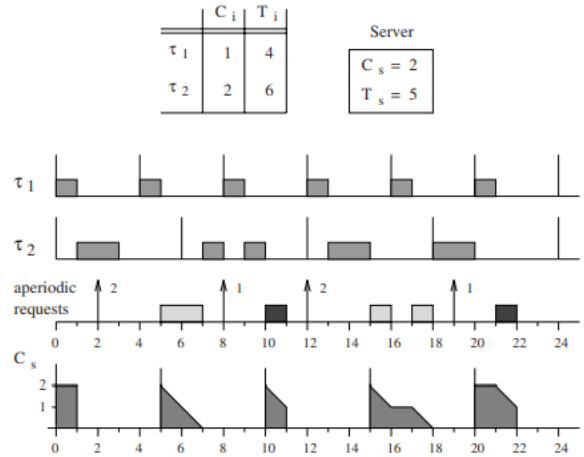 C i T i
τ 1 1 4
τ 2 2 6
Server
C s = 2
T s = 5
τ 1
τ 2
aperiodic
requests
2 1 2 1
0 2 4 6 8 10 12 14 16 18 20 22 24
C s
2
1
0 2 4 6 8 10 12 14 16 18 20 22 24